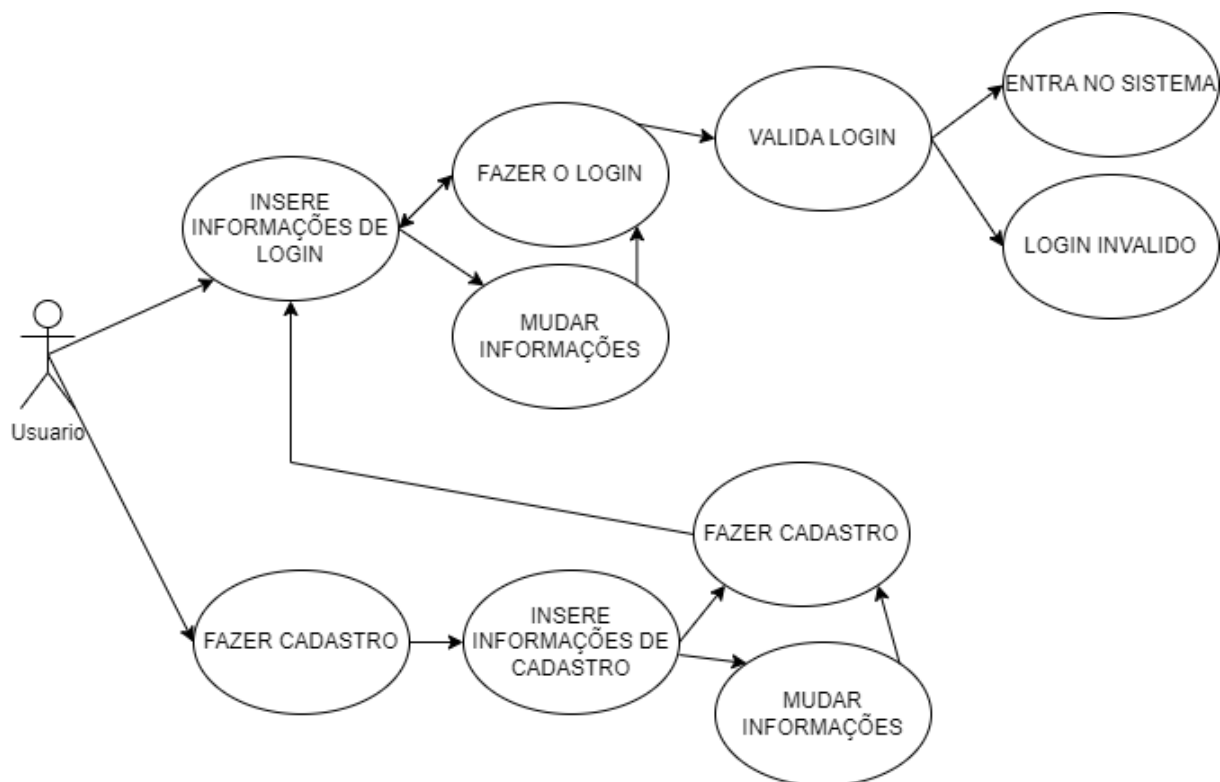 ENTRA NO SISTEMA
VALIDA LOGIN
FAZER O LOGIN
INSERE
INFORMAÇÕES DE
LOGIN
LOGIN INVALIDO
MUDAR
INFORMAÇÕES
Usuario
FAZER CADASTRO
FAZER CADASTRO
INSERE
INFORMAÇÕES DE
CADASTRO
MUDAR
INFORMAÇÕES